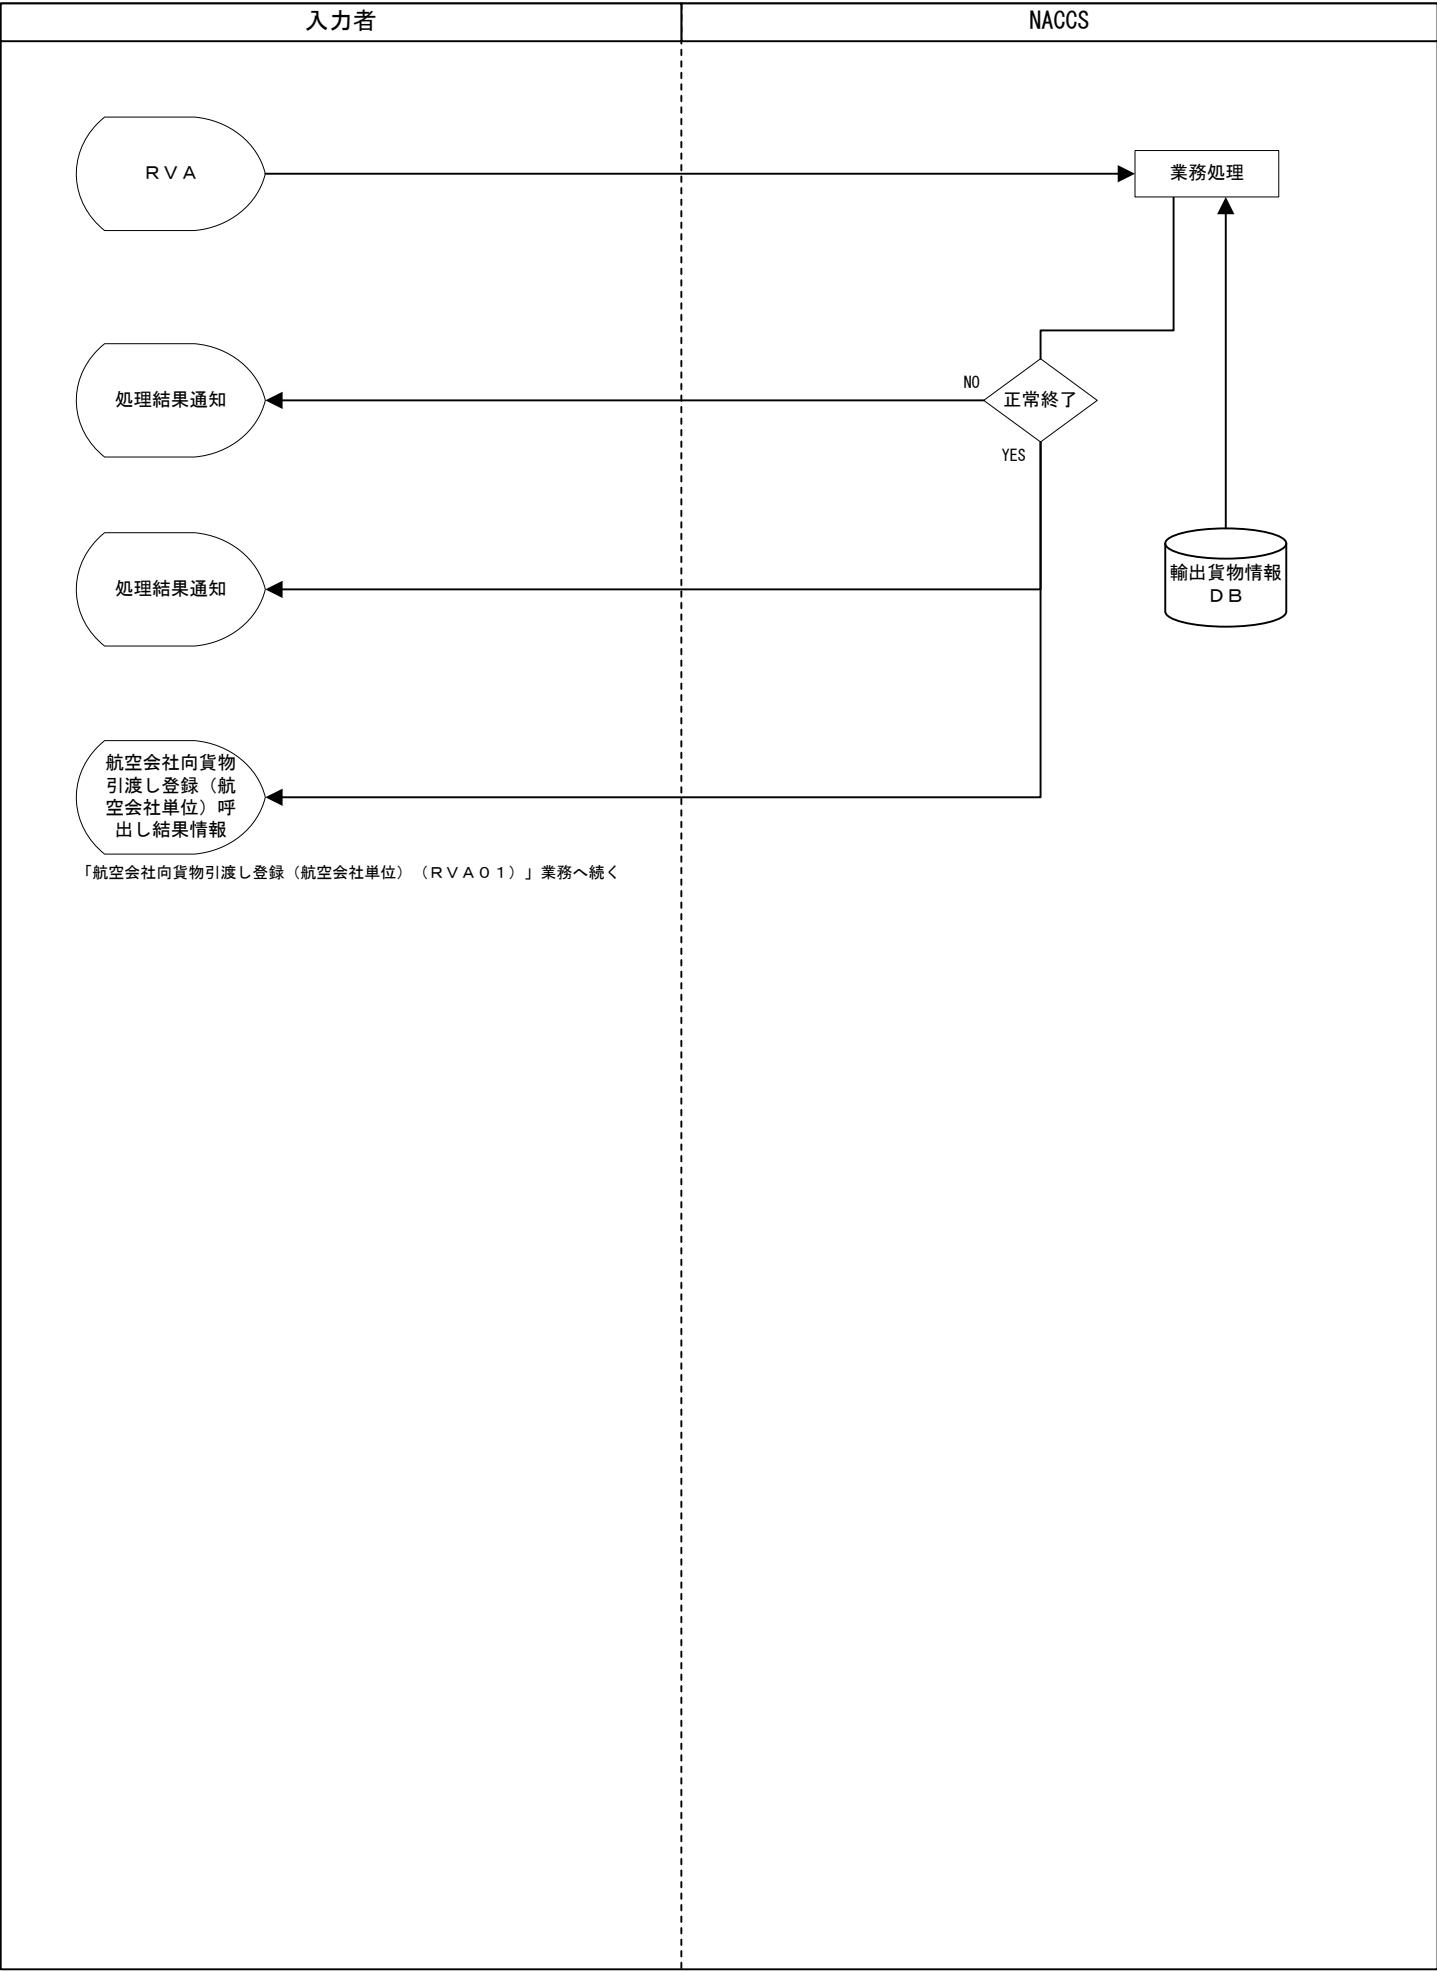 入力者
NACCS
ＲＶＡ
業務処理
処理結果通知
NO
正常終了
YES
処理結果通知
輸出貨物情報
ＤＢ
航空会社向貨物
引渡し登録（航
空会社単位）呼
出し結果情報
「航空会社向貨物引渡し登録（航空会社単位）（ＲＶＡ０１）」業務へ続く